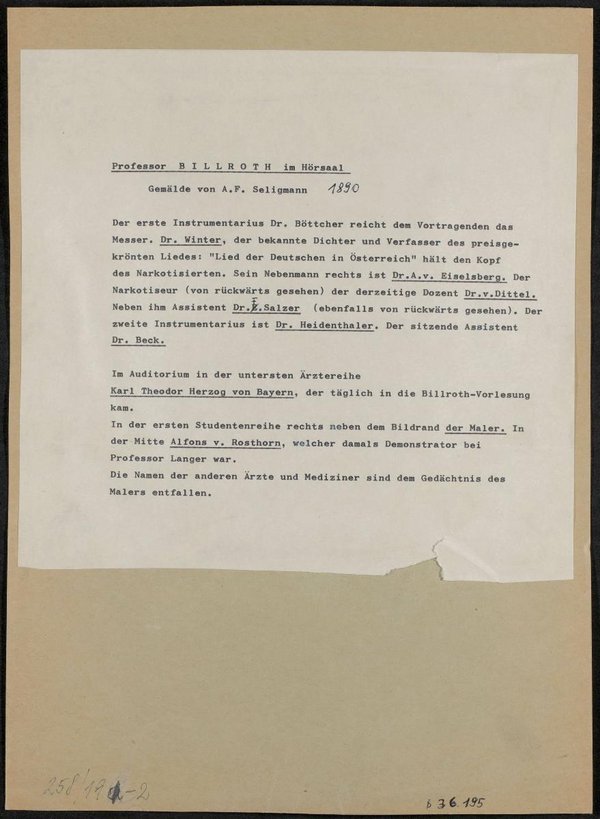 Professor B I L L R O T H im Hörsaal
Gemälde von A.F. Seligmann 1890
Der erste Instrumentarius Dr. Böttcher reicht dem Vortragenden das
Messer. Dr. Winter, der bekannte Dichter und Verfasser des preisge-
krönten Liedes: "Lied der Deutschen in Österreich" hält den Kopf
des Narkotisierten. Sein Nebenmann rechts ist Dr.A.v. Eiselsberg. Der
Narkotiseur (von rückwärts gesehen) der derzeitige Dozent Dr.v.Dittel.
Neben ihm Assistent Dr.F.Salzer (ebenfalls von rückwärts gesehen). Der
zweite Instrumentarius ist Dr. Heidenthaler. Der sitzende Assistent
Dr. Beck.
Im Auditorium in der untersten Ärztereihe
Karl Theodor Herzog von Bayern, der täglich in die Billroth-Vorlesung
kam.
In der ersten Studentenreihe rechts neben dem Bildrand der Maler. In
der Mitte Alfons v. Rosthorn, welcher damals Demonstrator bei
Professor Langer war.
Die Namen der anderen Ärzte und Mediziner sind dem Gedächtnis des
Malers entfallen.
36.195